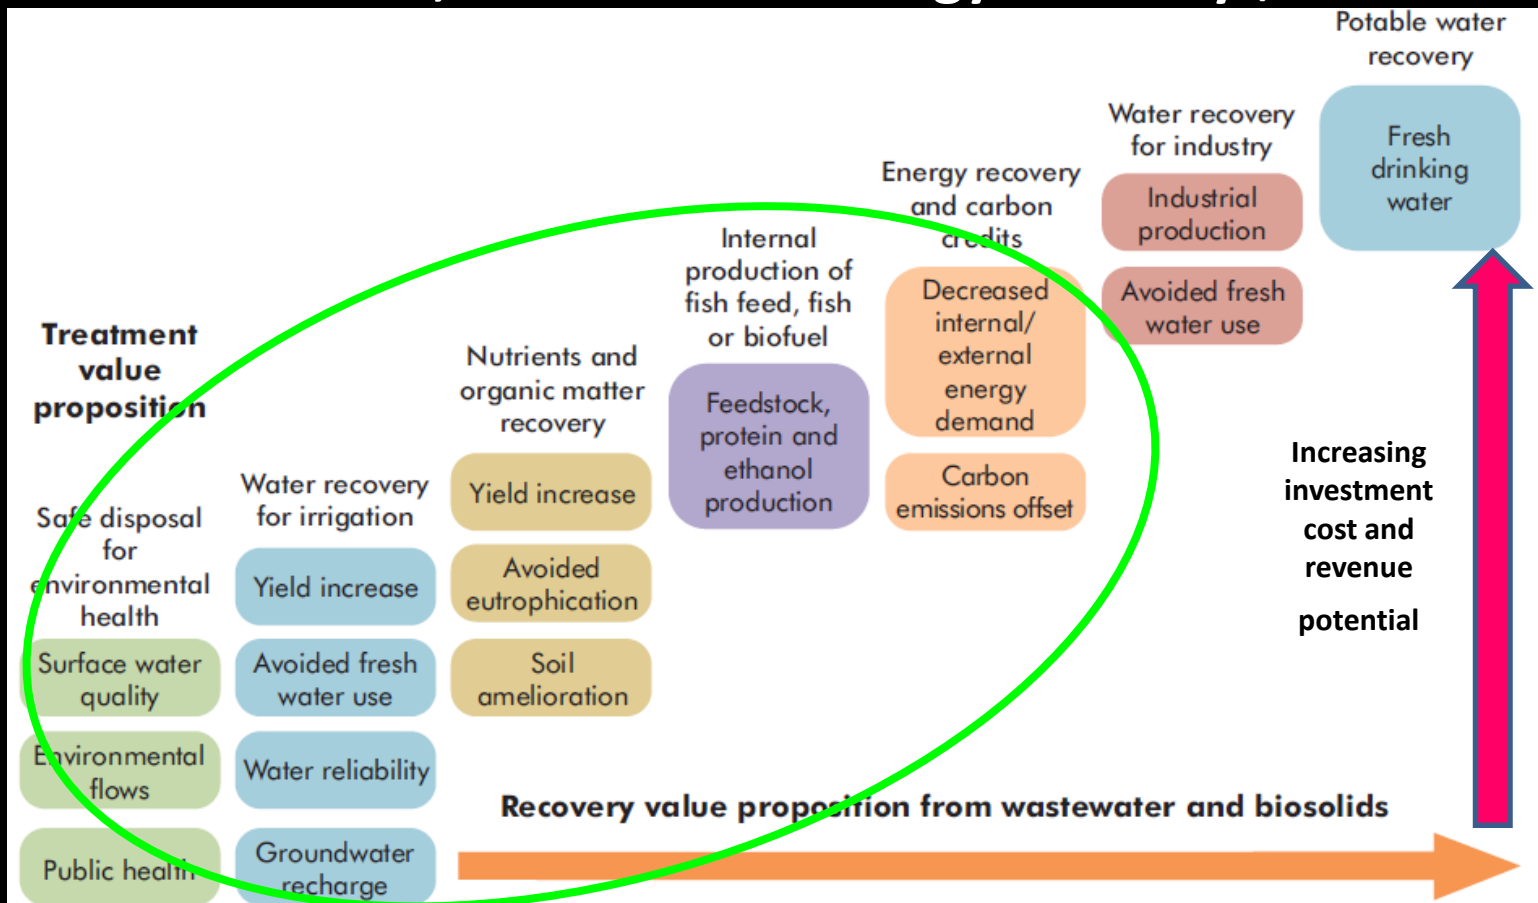 Potable water
recovery
Fresh
drinking
water
Water recovery
for industry
Industrial
production
Avoided fresh
water use
Energy recovery
and carbon
credits
Decreased
internal/
external
energy
demand
Carbon
emissions offset
Internal
production of
fish feed, fish
or biofuel
Feedstock,
protein and
ethanol
production
Nutrients and
organic matter
recovery
Yield increase
Avoided
eutrophication
Soil
amelioration
Treatment
value
proposition
Water recovery
for irrigation
Yield increase
Avoided fresh
water use
Water reliability
Groundwater
recharge
Safe disposal
for
environmental
health
Surface water
quality
Environmental
flows
Public health
Increasing
investment
cost and
revenue
potential
Recovery value proposition from wastewater and biosolids